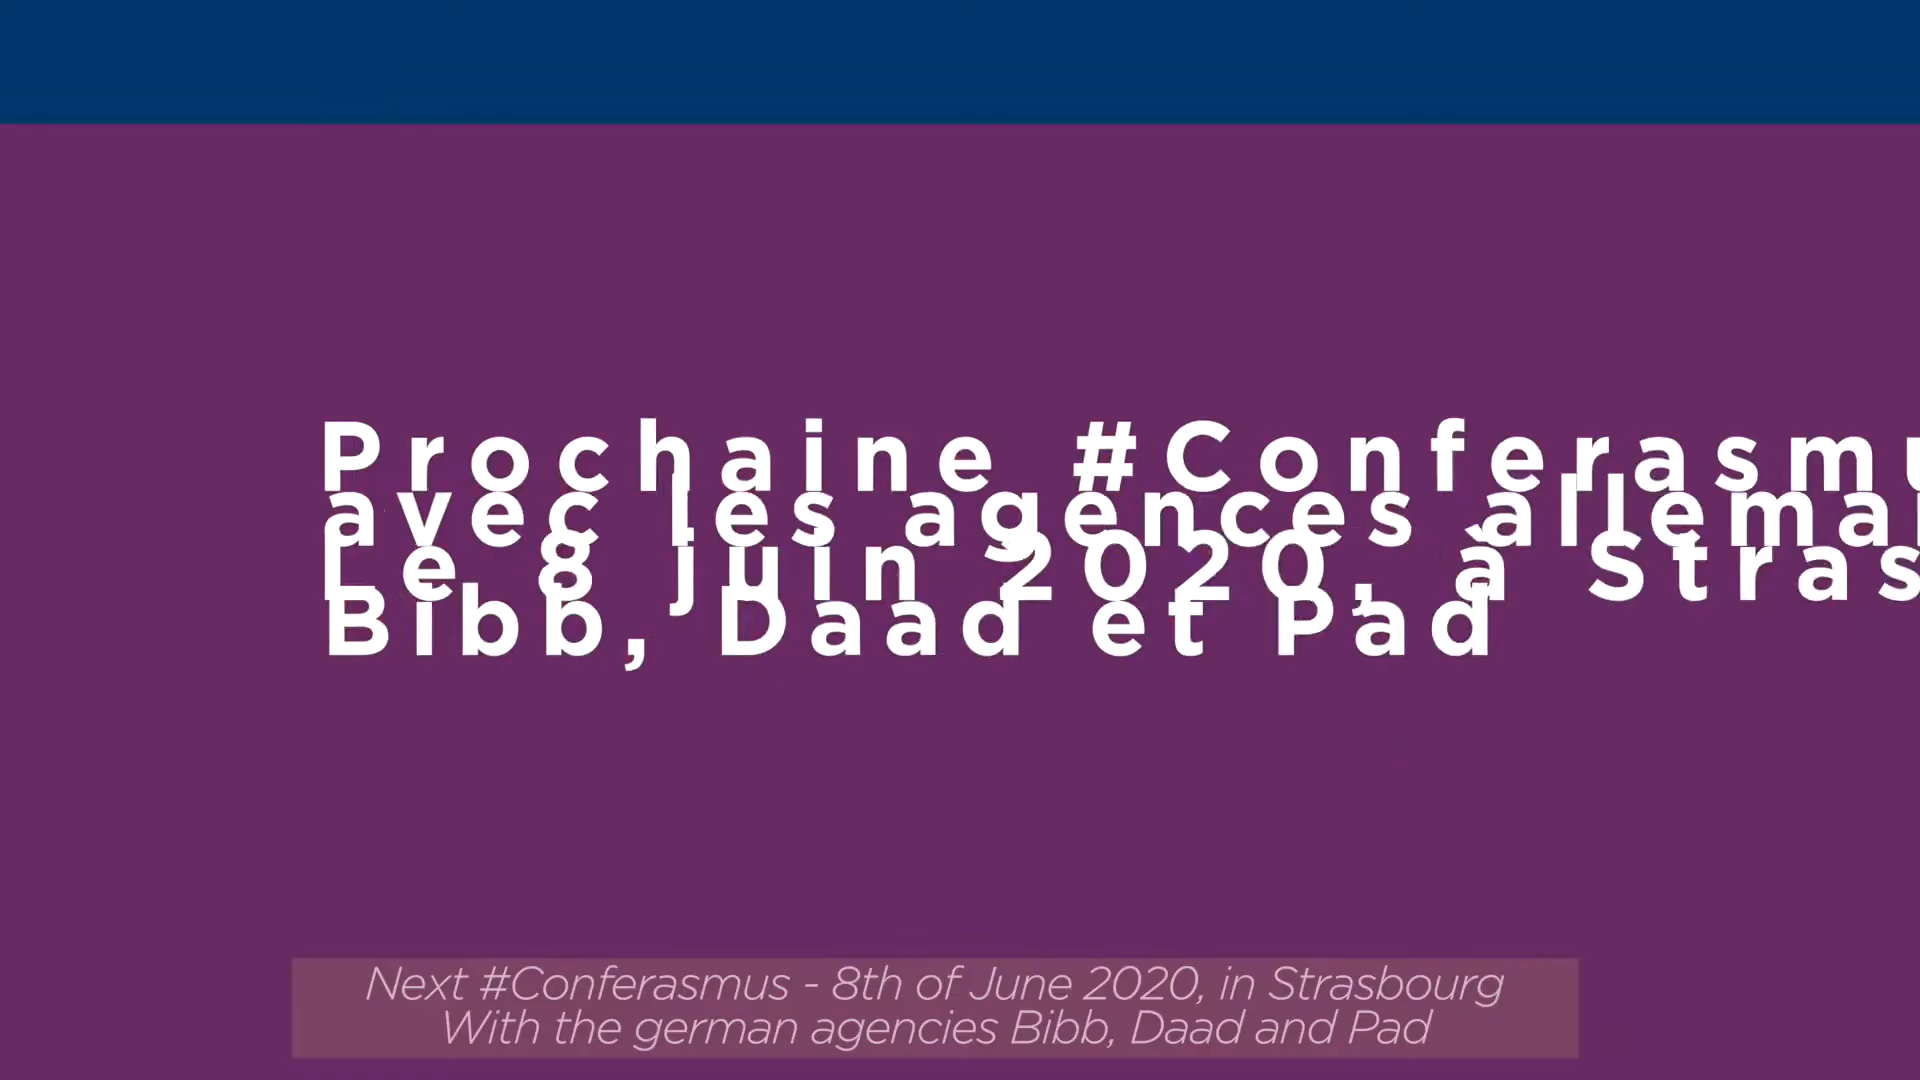 Prochaine #Conferasmu
avec les agences alleman
Le 8 juin 2020, à Stras
Bibb, Daad et Pad
Next #Conferasmus - 8th of June 2020, in Strasbourg
With the german agencies Bibb, Daad and Pad